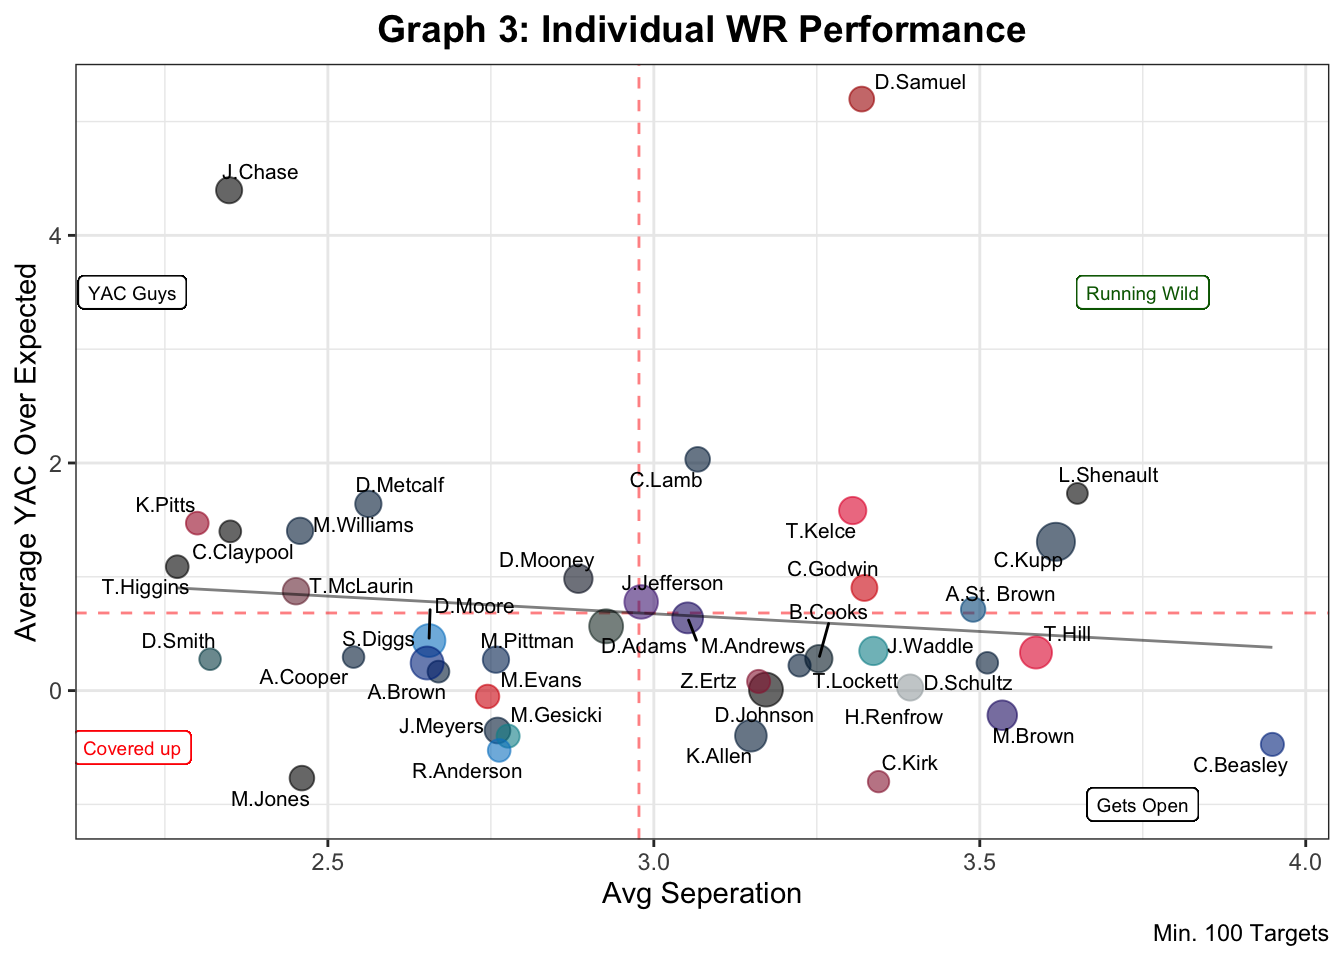 Graph 3: Individual WR Performance
D.Samuel
J.Chase
YAC Guys
Running Wild
L.Shenault
C.Lamb
D.Metcalf
K.Pitts
M.Williams
T.Kelce
C.Claypool
D.Mooney
C.Kupp
C.Godwin
T.Higgins
T.McLaurin
J.Jefferson
A.St. Brown
D.Moore
B.Cooks
T.Hill
D.Smith
S.Diggs
M.Pittman
D.Adams
M.Andrews
J.Waddle
A.Cooper
A.Brown
M.Evans
Z.Ertz
T.Lockett
D.Schultz
J.Meyers
M.Gesicki
D.Johnson
H.Renfrow
M.Brown
Covered up
R.Anderson
K.Allen
C.Kirk
C.Beasley
M.Jones
Gets Open
4
2
0
Average YAC Over Expected
2.5
3.0
3.5
4.0
Avg Seperation
Min. 100 Targets